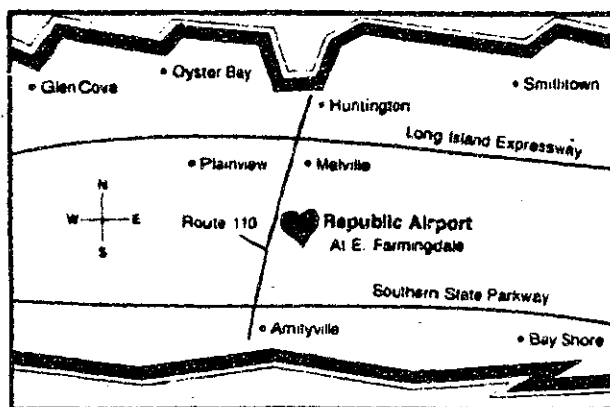 Oyster Bay
Glen Cove
Smithtown
Huntington
Long Island Expressway
Plainview
Melville
N
W
E
S
Route 110
Republic Airport
At E. Farmingdale
Southern State Parkway
Amityville
Bay Shore